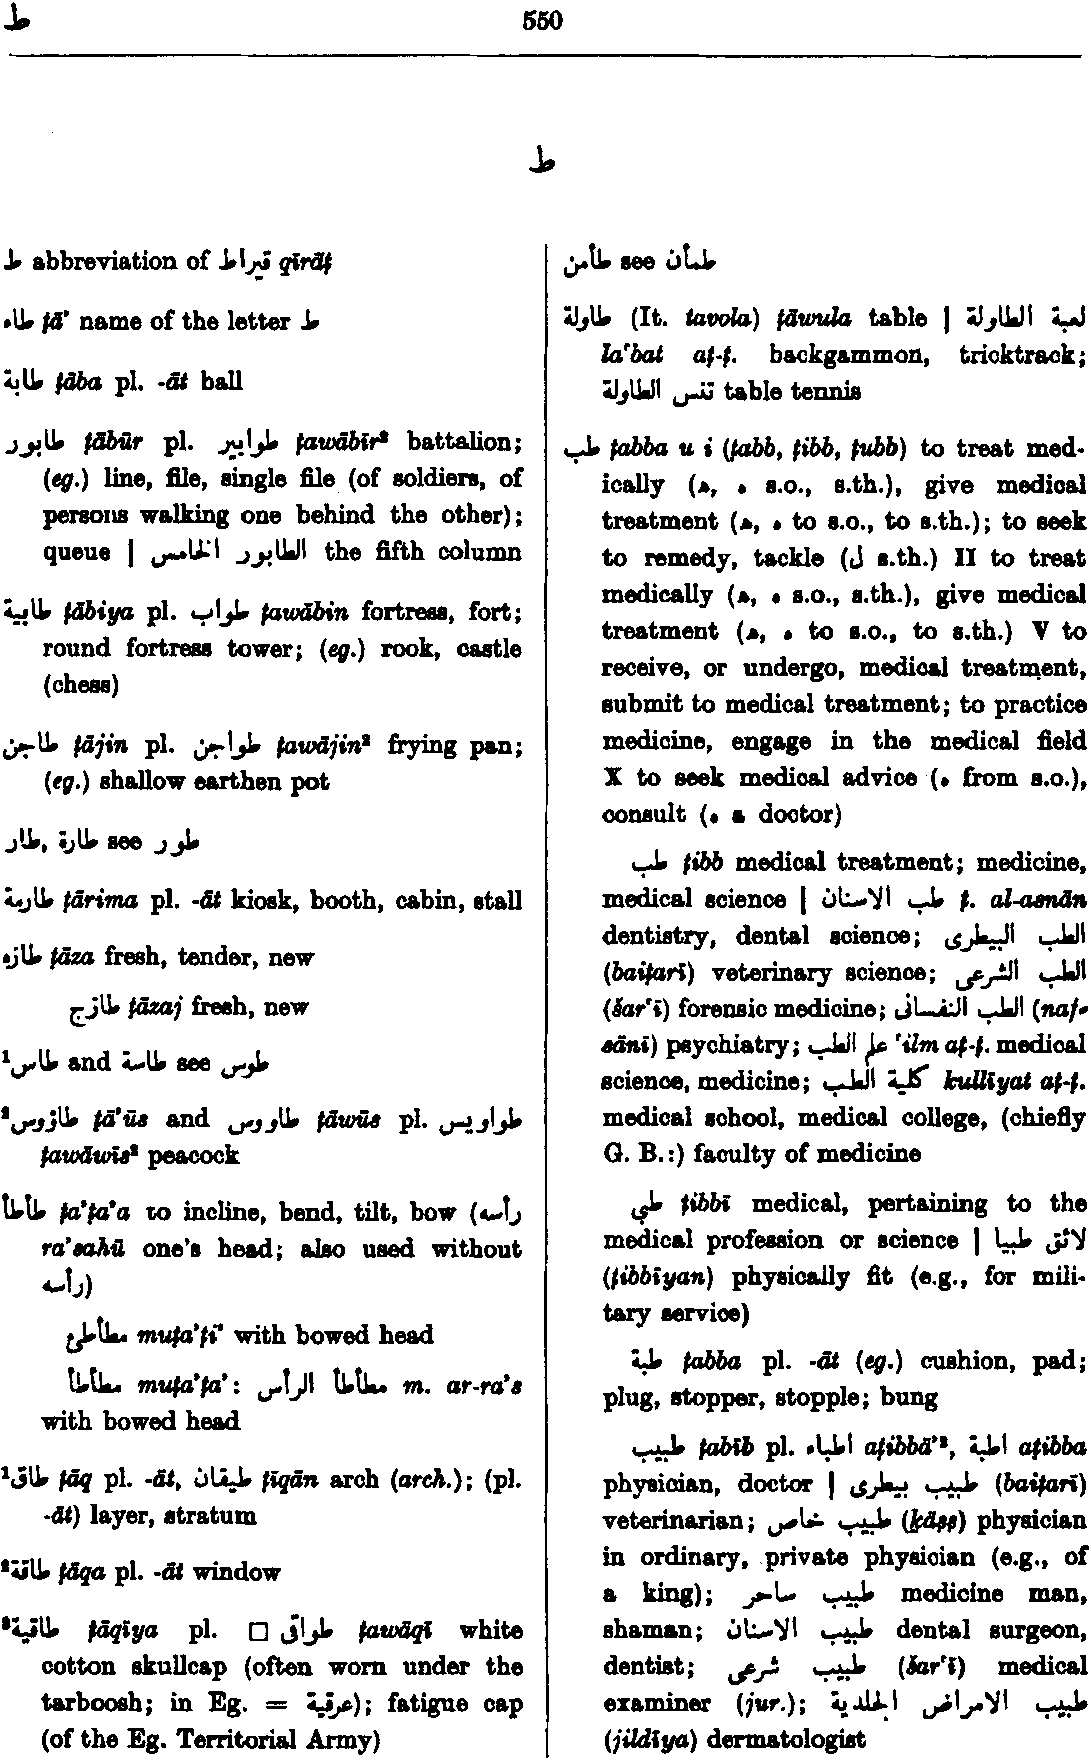 ط 550
ط
ط abbreviation of قيراط qīrāṭ
طاء ṭā' name of the letter ط
طابة ṭāba pl. -āt ball
طابور ṭābūr pl. طوابير ṭawābīr² battalion;
(eg.) line, file, single file (of soldiers, of
persons walking one behind the other);
queue | الطابور الخامس the fifth column
طابية ṭābiya pl. طواب ṭawābin fortress, fort;
round fortress tower; (eg.) rook, castle
(chess)
طاجن ṭājin pl. طواجن ṭawājin² frying pan;
(eg.) shallow earthen pot
طار, طارة see طور
طارمة ṭārima pl. -āt kiosk, booth, cabin, stall
طازه ṭāza fresh, tender, new
طازج ṭāzaj fresh, new
¹طاس and طاسة see طوس
²طاؤوس ṭā'ūs and طاووس ṭāwūs pl. طواويس
ṭawāwīs² peacock
طأطأ ṭa'ṭa'a to incline, bend, tilt, bow (رأسه
ra'sahū one's head; also used without
رأسه)
مطأطئ muṭa'ṭi' with bowed head
مطأطأ muṭa'ṭa': مطأطأ الرأس m. ar-ra's
with bowed head
¹طاق ṭāq pl. -āt, طيقان ṭīqān arch (arch.); (pl.
-āt) layer, stratum
²طاقة ṭāqa pl. -āt window
³طاقية ṭāqīya pl. □ طواق ṭawāqī white
cotton skullcap (often worn under the
tarboosh; in Eg. = عرقية); fatigue cap
(of the Eg. Territorial Army)
طأمن see طمأن
طاولة (It. tavola) ṭāwula table | لعبة الطاولة
la'bat aṭ-ṭ. backgammon, tricktrack;
تنس الطاولة table tennis
طب ṭabba u i (ṭabb, ṭibb, ṭubb) to treat med-
ically (ه, ه s.o., s.th.), give medical
treatment (ه, ه to s.o., to s.th.); to seek
to remedy, tackle (ل s.th.) II to treat
medically (ه, ه s.o., s.th.), give medical
treatment (ه, ه to s.o., to s.th.) V to
receive, or undergo, medical treatment,
submit to medical treatment; to practice
medicine, engage in the medical field
X to seek medical advice (ه from s.o.),
consult (ه a doctor)
طب ṭibb medical treatment; medicine,
medical science | طب الاسنان ṭ. al-asnān
dentistry, dental science; الطب البيطرى
(baiṭarī) veterinary science; الطب الشرعى
(šar'ī) forensic medicine; الطب النفسانى (naf-
sānī) psychiatry; علم الطب 'ilm aṭ-ṭ. medical
science, medicine; كلية الطب kullīyat aṭ-ṭ.
medical school, medical college, (chiefly
G. B.:) faculty of medicine
طبى ṭibbī medical, pertaining to the
medical profession or science | لائق طبيا
(ṭibbīyan) physically fit (e.g., for mili-
tary service)
طبة ṭabba pl. -āt (eg.) cushion, pad;
plug, stopper, stopple; bung
طبيب ṭabīb pl. اطباء aṭibbā'², اطبة aṭibba
physician, doctor | طبيب بيطرى (baiṭarī)
veterinarian; طبيب خاص (ḵāṣṣ) physician
in ordinary, private physician (e.g., of
a king); طبيب ساحر medicine man,
shaman; طبيب الاسنان dental surgeon,
dentist; طبيب شرعى (šar'ī) medical
examiner (jur.); طبيب الامراض الجلدية
(jildīya) dermatologist